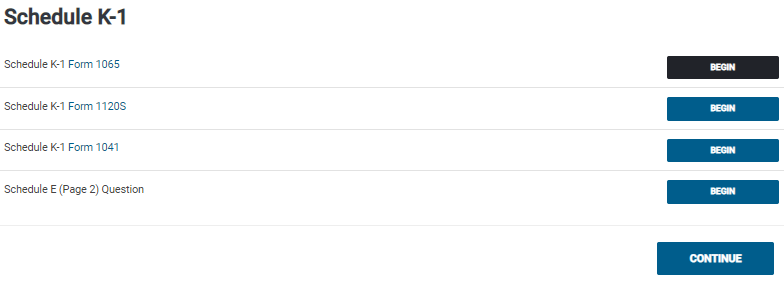 Schedule K-1
Schedule K-1 Form 1065 BEGIN
Schedule K-1 Form 1120S BEGIN
Schedule K-1 Form 1041 BEGIN
Schedule E (Page 2) Question BEGIN
CONTINUE